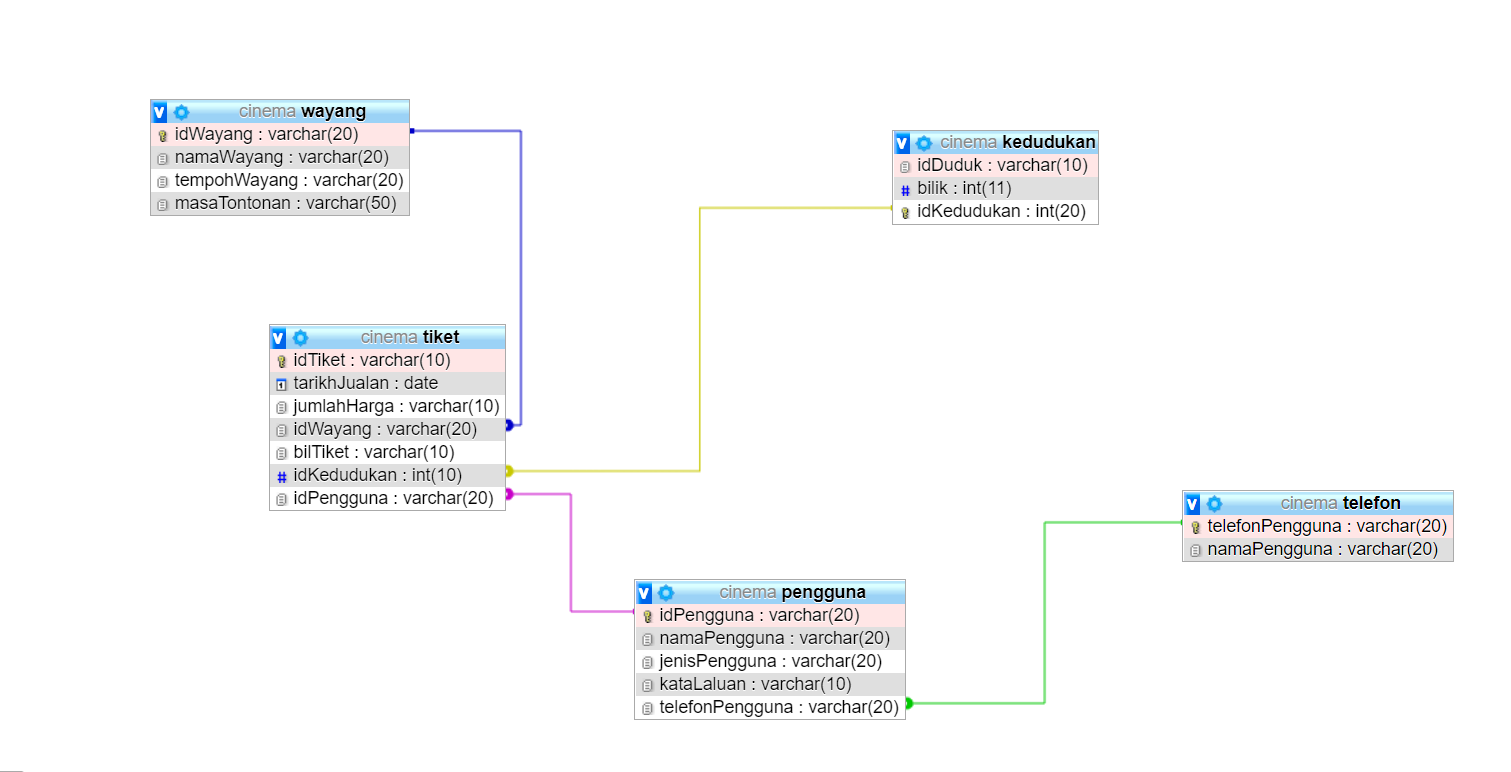 cinema wayang
idWayang : varchar(20)
namaWayang : varchar(20)
tempohWayang : varchar(20)
masaTontonan : varchar(50)
cinema kedudukan
idDuduk : varchar(10)
bilik : int(11)
idKedudukan : int(20)
cinema tiket
idTiket : varchar(10)
tarikhJualan : date
jumlahHarga : varchar(10)
idWayang : varchar(20)
bilTiket : varchar(10)
idKedudukan : int(10)
idPengguna : varchar(20)
cinema telefon
telefonPengguna : varchar(20)
namaPengguna : varchar(20)
cinema pengguna
idPengguna : varchar(20)
namaPengguna : varchar(20)
jenisPengguna : varchar(20)
kataLaluan : varchar(10)
telefonPengguna : varchar(20)